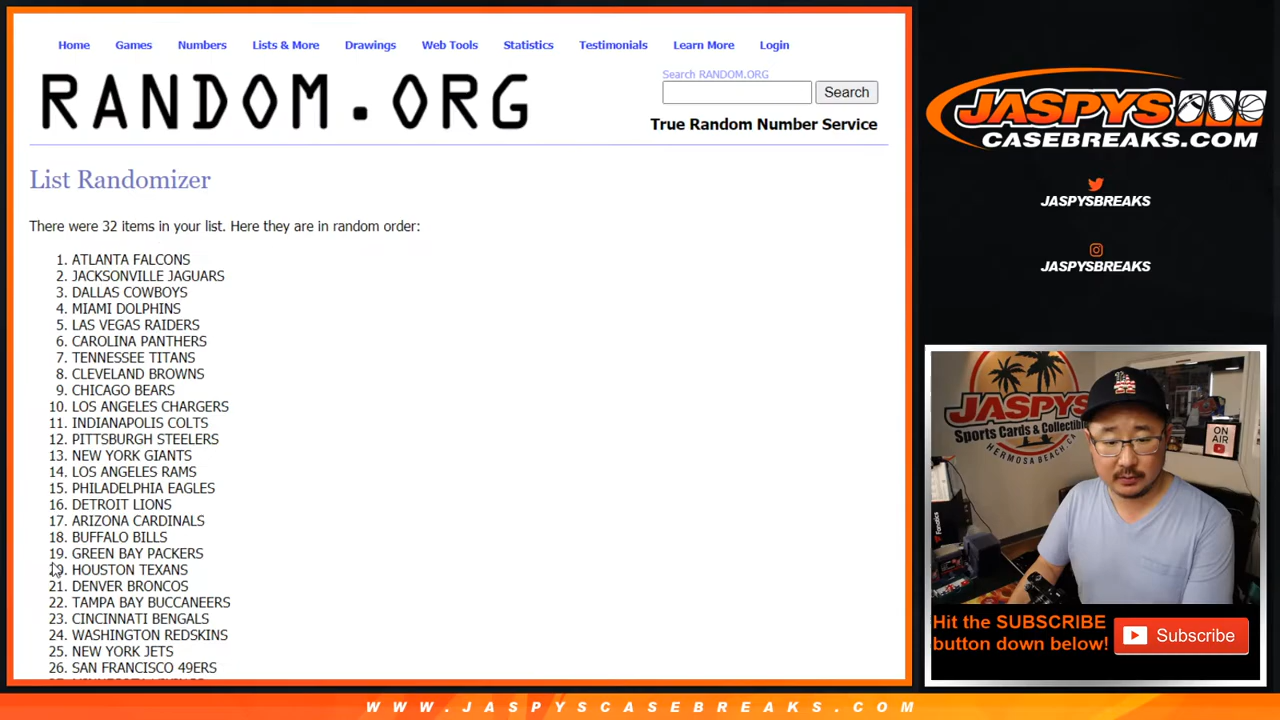 Home Games Numbers Lists & More Drawings Web Tools Statistics Testimonials Learn More Login
RANDOM.ORG
Search RANDOM.ORG
Search
True Random Number Service
List Randomizer
There were 32 items in your list. Here they are in random order:
1. ATLANTA FALCONS
2. JACKSONVILLE JAGUARS
3. DALLAS COWBOYS
4. MIAMI DOLPHINS
5. LAS VEGAS RAIDERS
6. CAROLINA PANTHERS
7. TENNESSEE TITANS
8. CLEVELAND BROWNS
9. CHICAGO BEARS
10. LOS ANGELES CHARGERS
11. INDIANAPOLIS COLTS
12. PITTSBURGH STEELERS
13. NEW YORK GIANTS
14. LOS ANGELES RAMS
15. PHILADELPHIA EAGLES
16. DETROIT LIONS
17. ARIZONA CARDINALS
18. BUFFALO BILLS
19. GREEN BAY PACKERS
20. HOUSTON TEXANS
21. DENVER BRONCOS
22. TAMPA BAY BUCCANEERS
23. CINCINNATI BENGALS
24. WASHINGTON REDSKINS
25. NEW YORK JETS
26. SAN FRANCISCO 49ERS
JASPYS
CASEBREAKS.COM
JASPYSBREAKS
JASPYSBREAKS
JASPYS
Sports Cards & Collectibles
HERMOSA BEACH, CA
ON
AIR
Fanatics
Hit the SUBSCRIBE
button down below!
Subscribe
WWW.JASPYSCASEBREAKS.COM